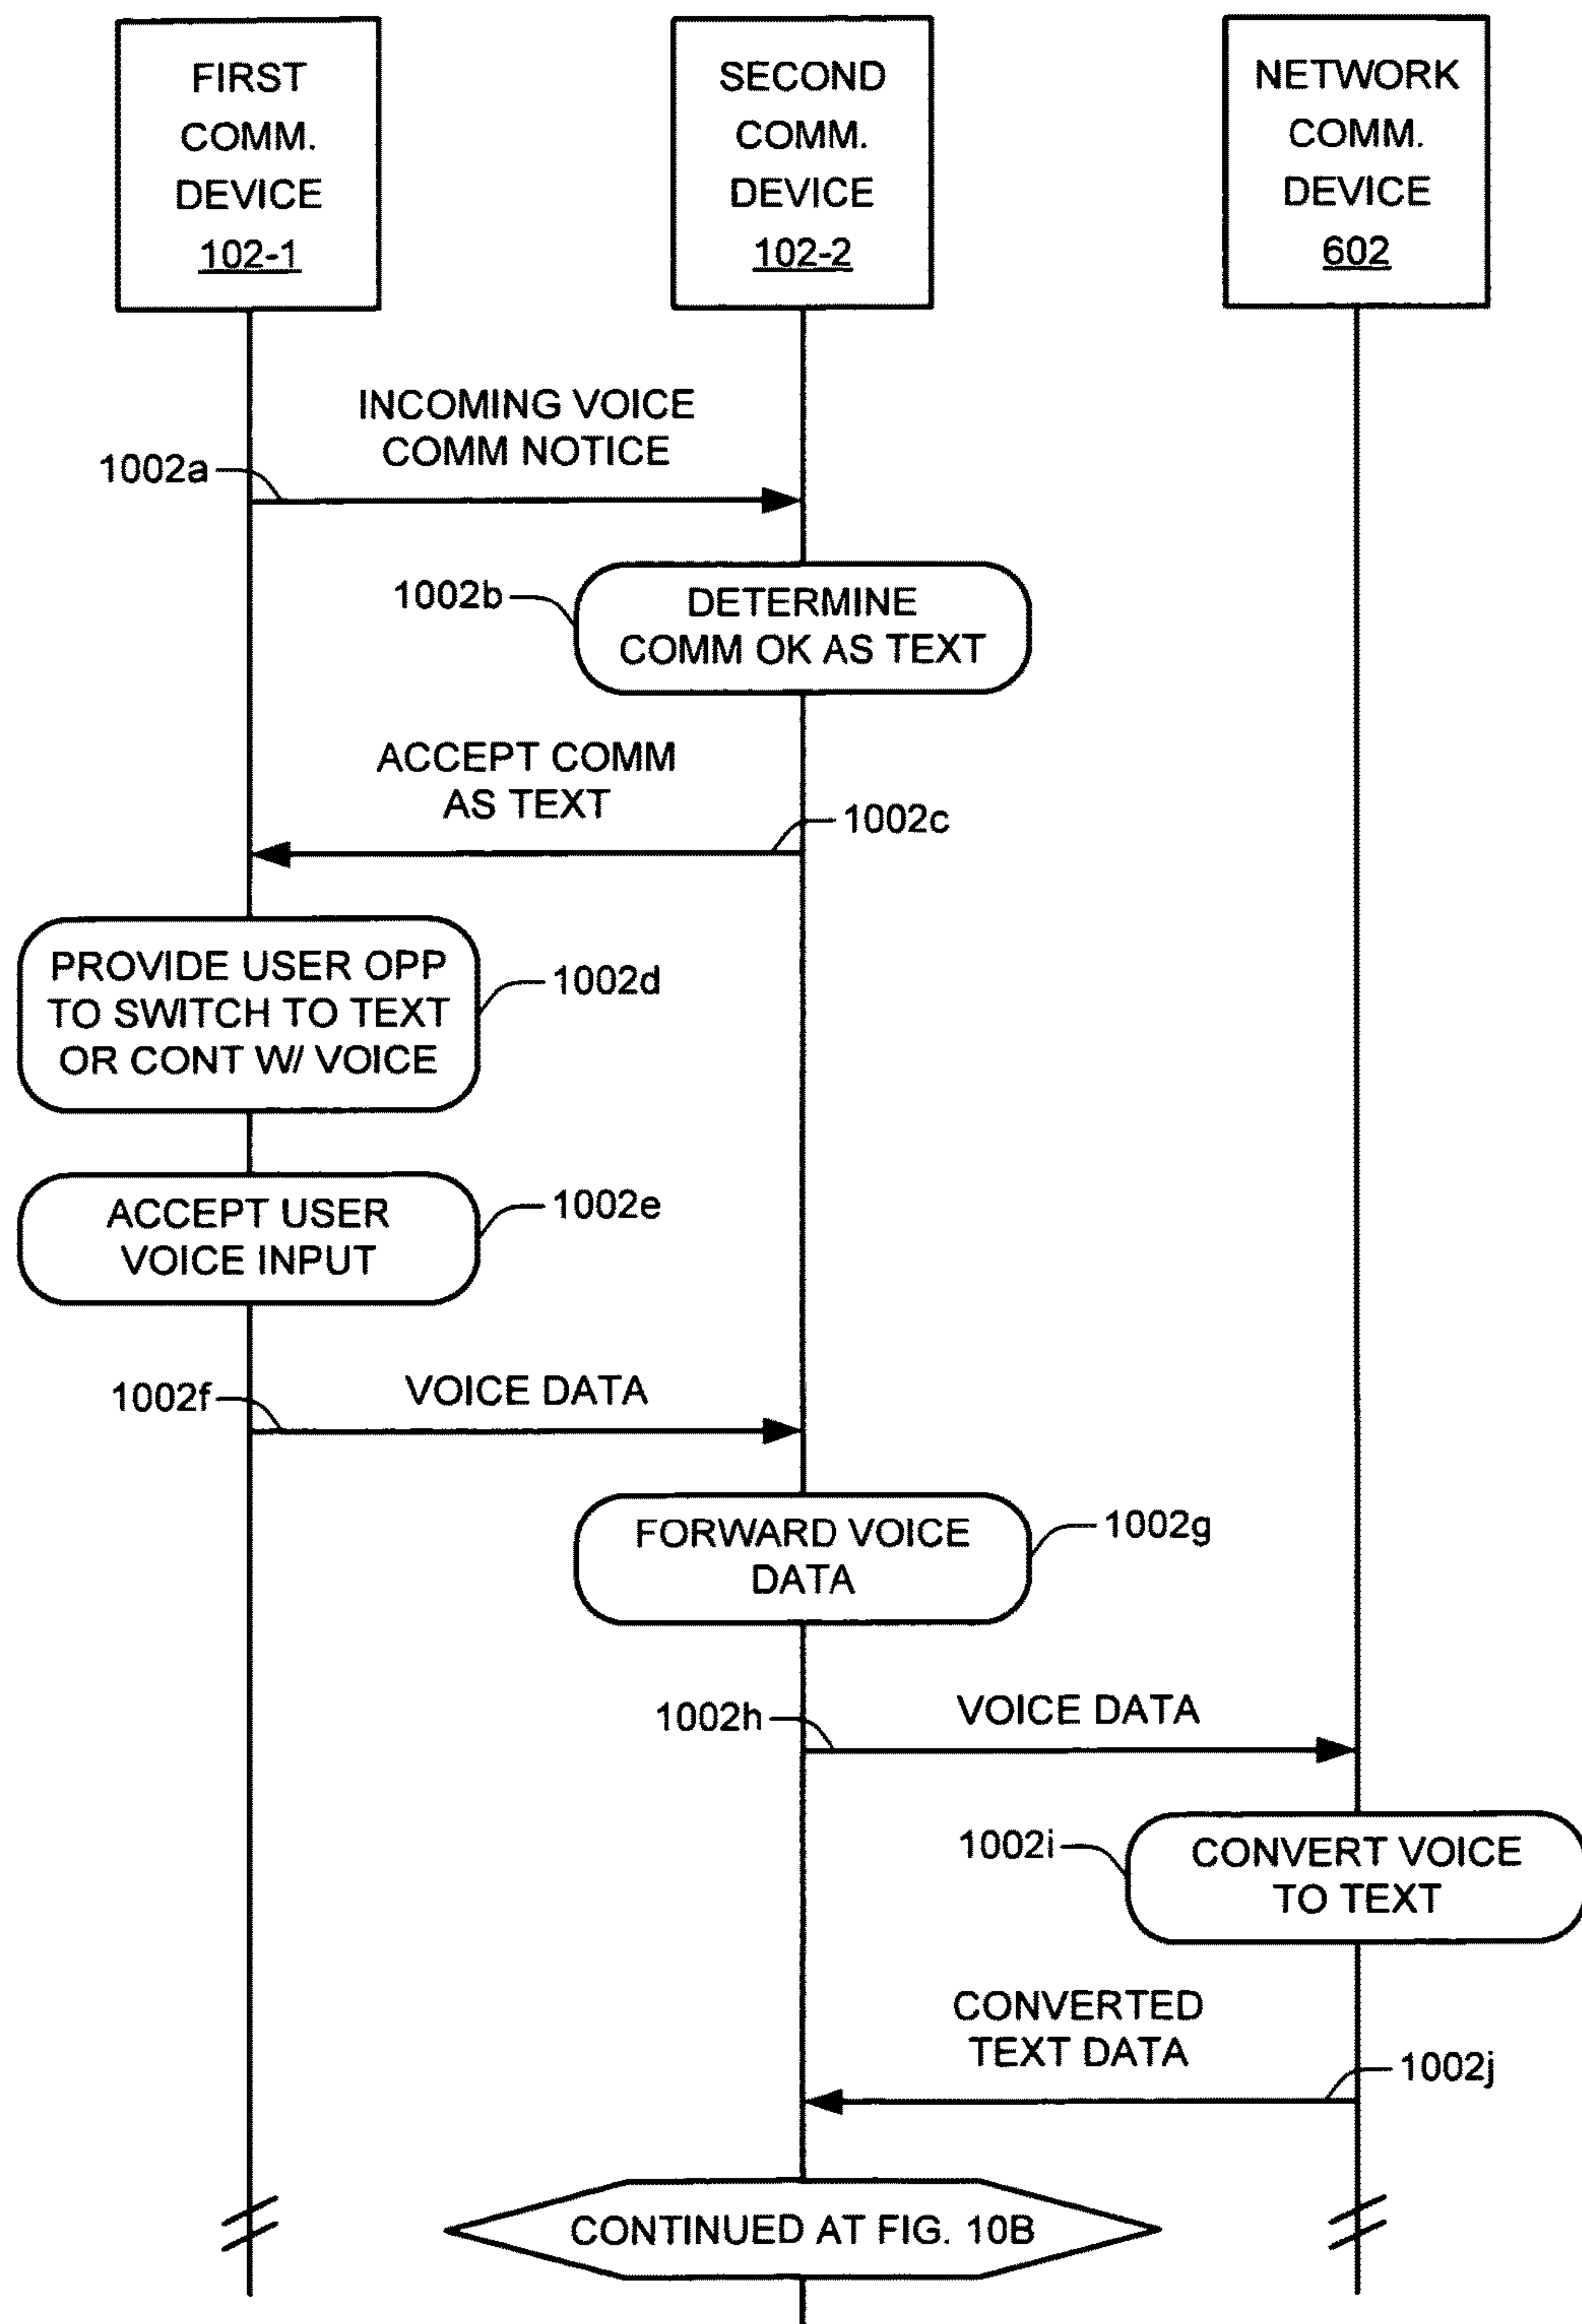 FIRST
COMM.
DEVICE
102-1
SECOND
COMM.
DEVICE
102-2
NETWORK
COMM.
DEVICE
602
INCOMING VOICE
COMM NOTICE
1002a
1002b
DETERMINE
COMM OK AS TEXT
ACCEPT COMM
AS TEXT
1002c
PROVIDE USER OPP
TO SWITCH TO TEXT
OR CONT W/ VOICE
1002d
ACCEPT USER
VOICE INPUT
1002e
1002f
VOICE DATA
FORWARD VOICE
DATA
1002g
1002h
VOICE DATA
1002i
CONVERT VOICE
TO TEXT
CONVERTED
TEXT DATA
1002j
CONTINUED AT FIG. 10B